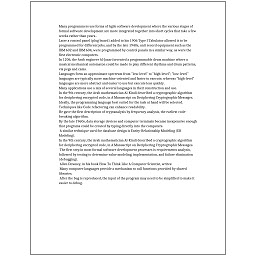 Many programmers use forms of Agile software development where the various stages of
formal software development are more integrated together into short cycles that take a few
weeks rather than years.
Later a control panel (plug board) added to his 1906 Type I Tabulator allowed it to be
programmed for different jobs, and by the late 1940s, unit record equipment such as the
IBM 602 and IBM 604, were programmed by control panels in a similar way, as were the
first electronic computers.
In 1206, the Arab engineer Al-Jazari invented a programmable drum machine where a
musical mechanical automaton could be made to play different rhythms and drum patterns,
via pegs and cams.
Languages form an approximate spectrum from "low-level" to "high-level"; "low-level"
languages are typically more machine-oriented and faster to execute, whereas "high-level"
languages are more abstract and easier to use but execute less quickly.
Many applications use a mix of several languages in their construction and use.
In the 9th century, the Arab mathematician Al-Kindi described a cryptographic algorithm
for deciphering encrypted code, in A Manuscript on Deciphering Cryptographic Messages.
Ideally, the programming language best suited for the task at hand will be selected.
Techniques like Code refactoring can enhance readability.
He gave the first description of cryptanalysis by frequency analysis, the earliest code-
breaking algorithm.
By the late 1960s, data storage devices and computer terminals became inexpensive enough
that programs could be created by typing directly into the computers.
A similar technique used for database design is Entity-Relationship Modeling (ER
Modeling).
In the 9th century, the Arab mathematician Al-Kindi described a cryptographic algorithm
for deciphering encrypted code, in A Manuscript on Deciphering Cryptographic Messages.
The first step in most formal software development processes is requirements analysis,
followed by testing to determine value modeling, implementation, and failure elimination
(debugging).
Allen Downey, in his book How To Think Like A Computer Scientist, writes:
Many computer languages provide a mechanism to call functions provided by shared
libraries.
After the bug is reproduced, the input of the program may need to be simplified to make it
easier to debug.